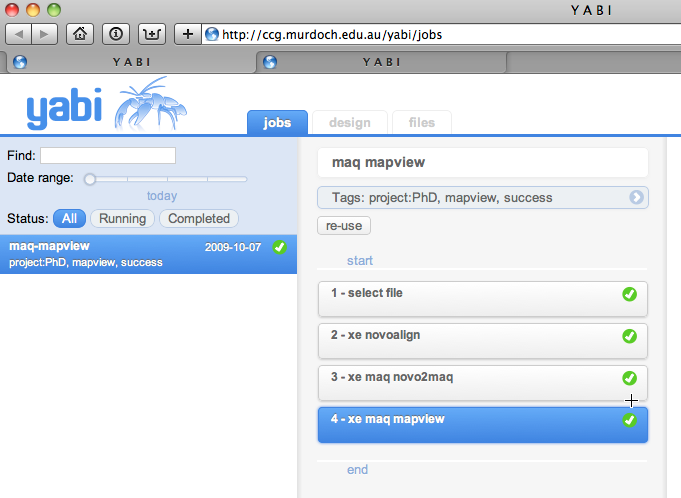 YABI
http://ccg.murdoch.edu.au/yabi/jobs
YABI
YABI
yabi
jobs
design
files
Find:
Date range:
today
Status: All Running Completed
maq-mapview 2009-10-07
project:PhD, mapview, success
maq mapview
Tags: project:PhD, mapview, success
re-use
start
1 - select file
2 - xe novoalign
3 - xe maq novo2maq
4 - xe maq mapview
end